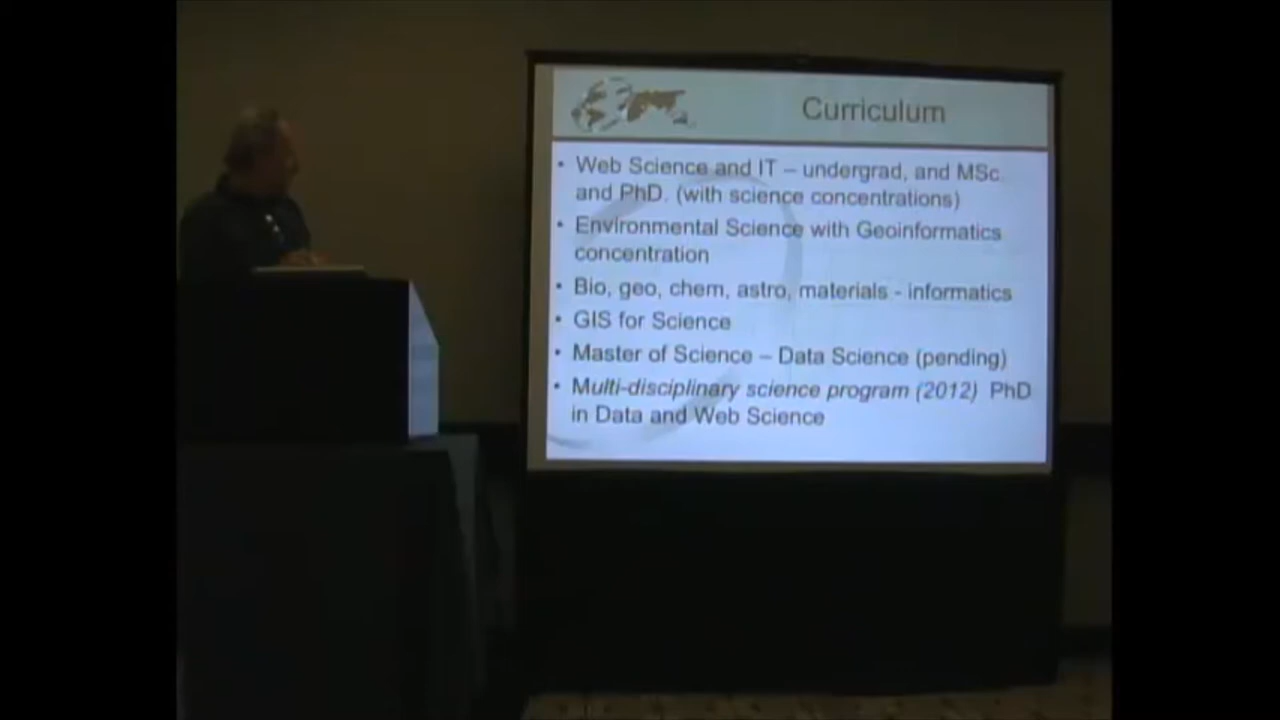 Curriculum
• Web Science and IT – undergrad, and MSc.
and PhD. (with science concentrations)
• Environmental Science with Geoinformatics
concentration
• Bio, geo, chem, astro, materials - informatics
• GIS for Science
• Master of Science – Data Science (pending)
• Multi-disciplinary science program (2012) PhD
in Data and Web Science